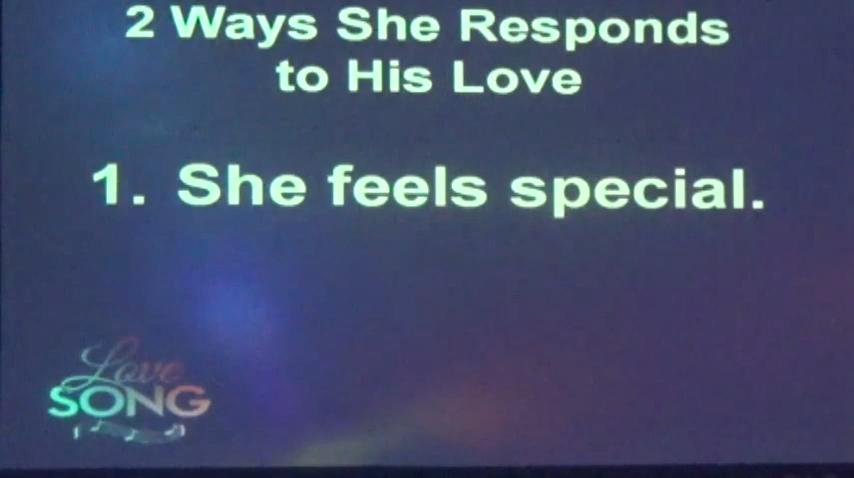 2 Ways She Responds
to His Love
1. She feels special.
Love
SONG